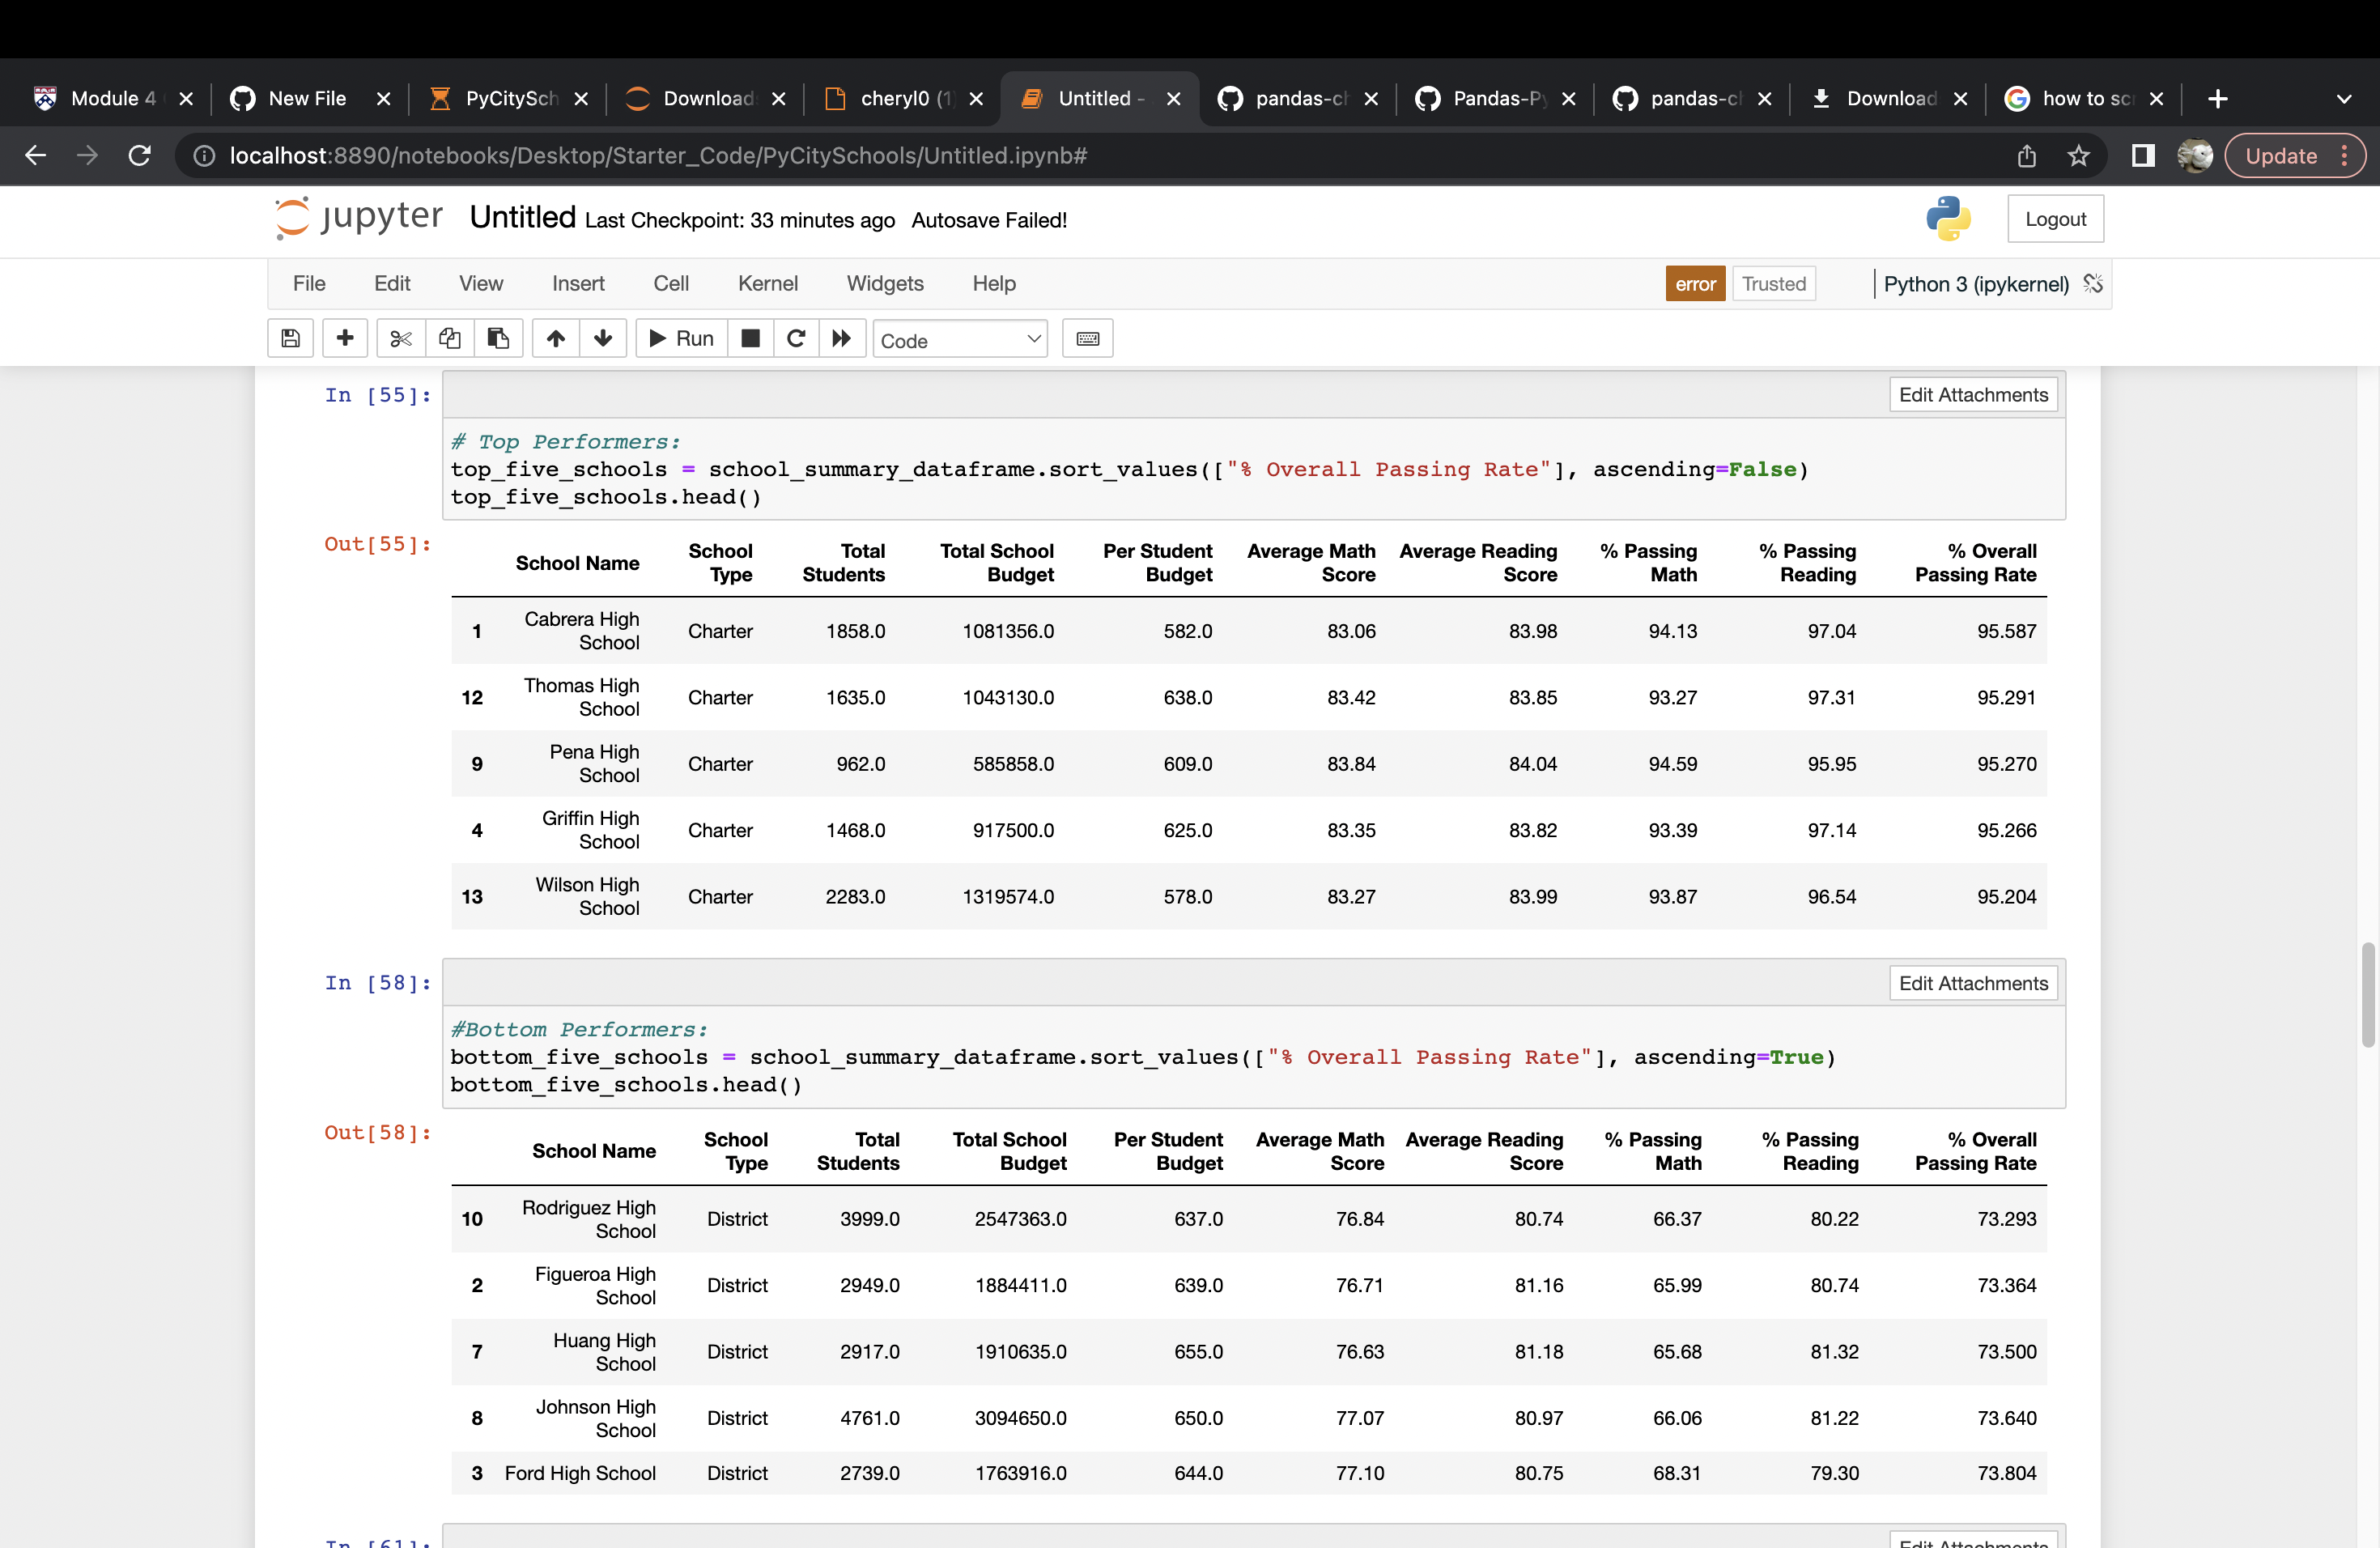 Module 4
New File
PyCitySch
Download
cheryl0 (1)
Untitled -
pandas-ch
Pandas-Py
pandas-ch
Download
how to scr
localhost:8890/notebooks/Desktop/Starter_Code/PyCitySchools/Untitled.ipynb#
Update
jupyter Untitled Last Checkpoint: 33 minutes ago Autosave Failed!
Logout
File Edit View Insert Cell Kernel Widgets Help
error Trusted Python 3 (ipykernel)
Run Code
In [55]:
Edit Attachments
# Top Performers:
top_five_schools = school_summary_dataframe.sort_values(["% Overall Passing Rate"], ascending=False)
top_five_schools.head()
Out[55]:
School Name School Type Total Students Total School Budget Per Student Budget Average Math Score Average Reading Score % Passing Math % Passing Reading % Overall Passing Rate
1 Cabrera High School Charter 1858.0 1081356.0 582.0 83.06 83.98 94.13 97.04 95.587
12 Thomas High School Charter 1635.0 1043130.0 638.0 83.42 83.85 93.27 97.31 95.291
9 Pena High School Charter 962.0 585858.0 609.0 83.84 84.04 94.59 95.95 95.270
4 Griffin High School Charter 1468.0 917500.0 625.0 83.35 83.82 93.39 97.14 95.266
13 Wilson High School Charter 2283.0 1319574.0 578.0 83.27 83.99 93.87 96.54 95.204
In [58]:
Edit Attachments
#Bottom Performers:
bottom_five_schools = school_summary_dataframe.sort_values(["% Overall Passing Rate"], ascending=True)
bottom_five_schools.head()
Out[58]:
School Name School Type Total Students Total School Budget Per Student Budget Average Math Score Average Reading Score % Passing Math % Passing Reading % Overall Passing Rate
10 Rodriguez High School District 3999.0 2547363.0 637.0 76.84 80.74 66.37 80.22 73.293
2 Figueroa High School District 2949.0 1884411.0 639.0 76.71 81.16 65.99 80.74 73.364
7 Huang High School District 2917.0 1910635.0 655.0 76.63 81.18 65.68 81.32 73.500
8 Johnson High School District 4761.0 3094650.0 650.0 77.07 80.97 66.06 81.22 73.640
3 Ford High School District 2739.0 1763916.0 644.0 77.10 80.75 68.31 79.30 73.804
In [61]:
Edit Attachments